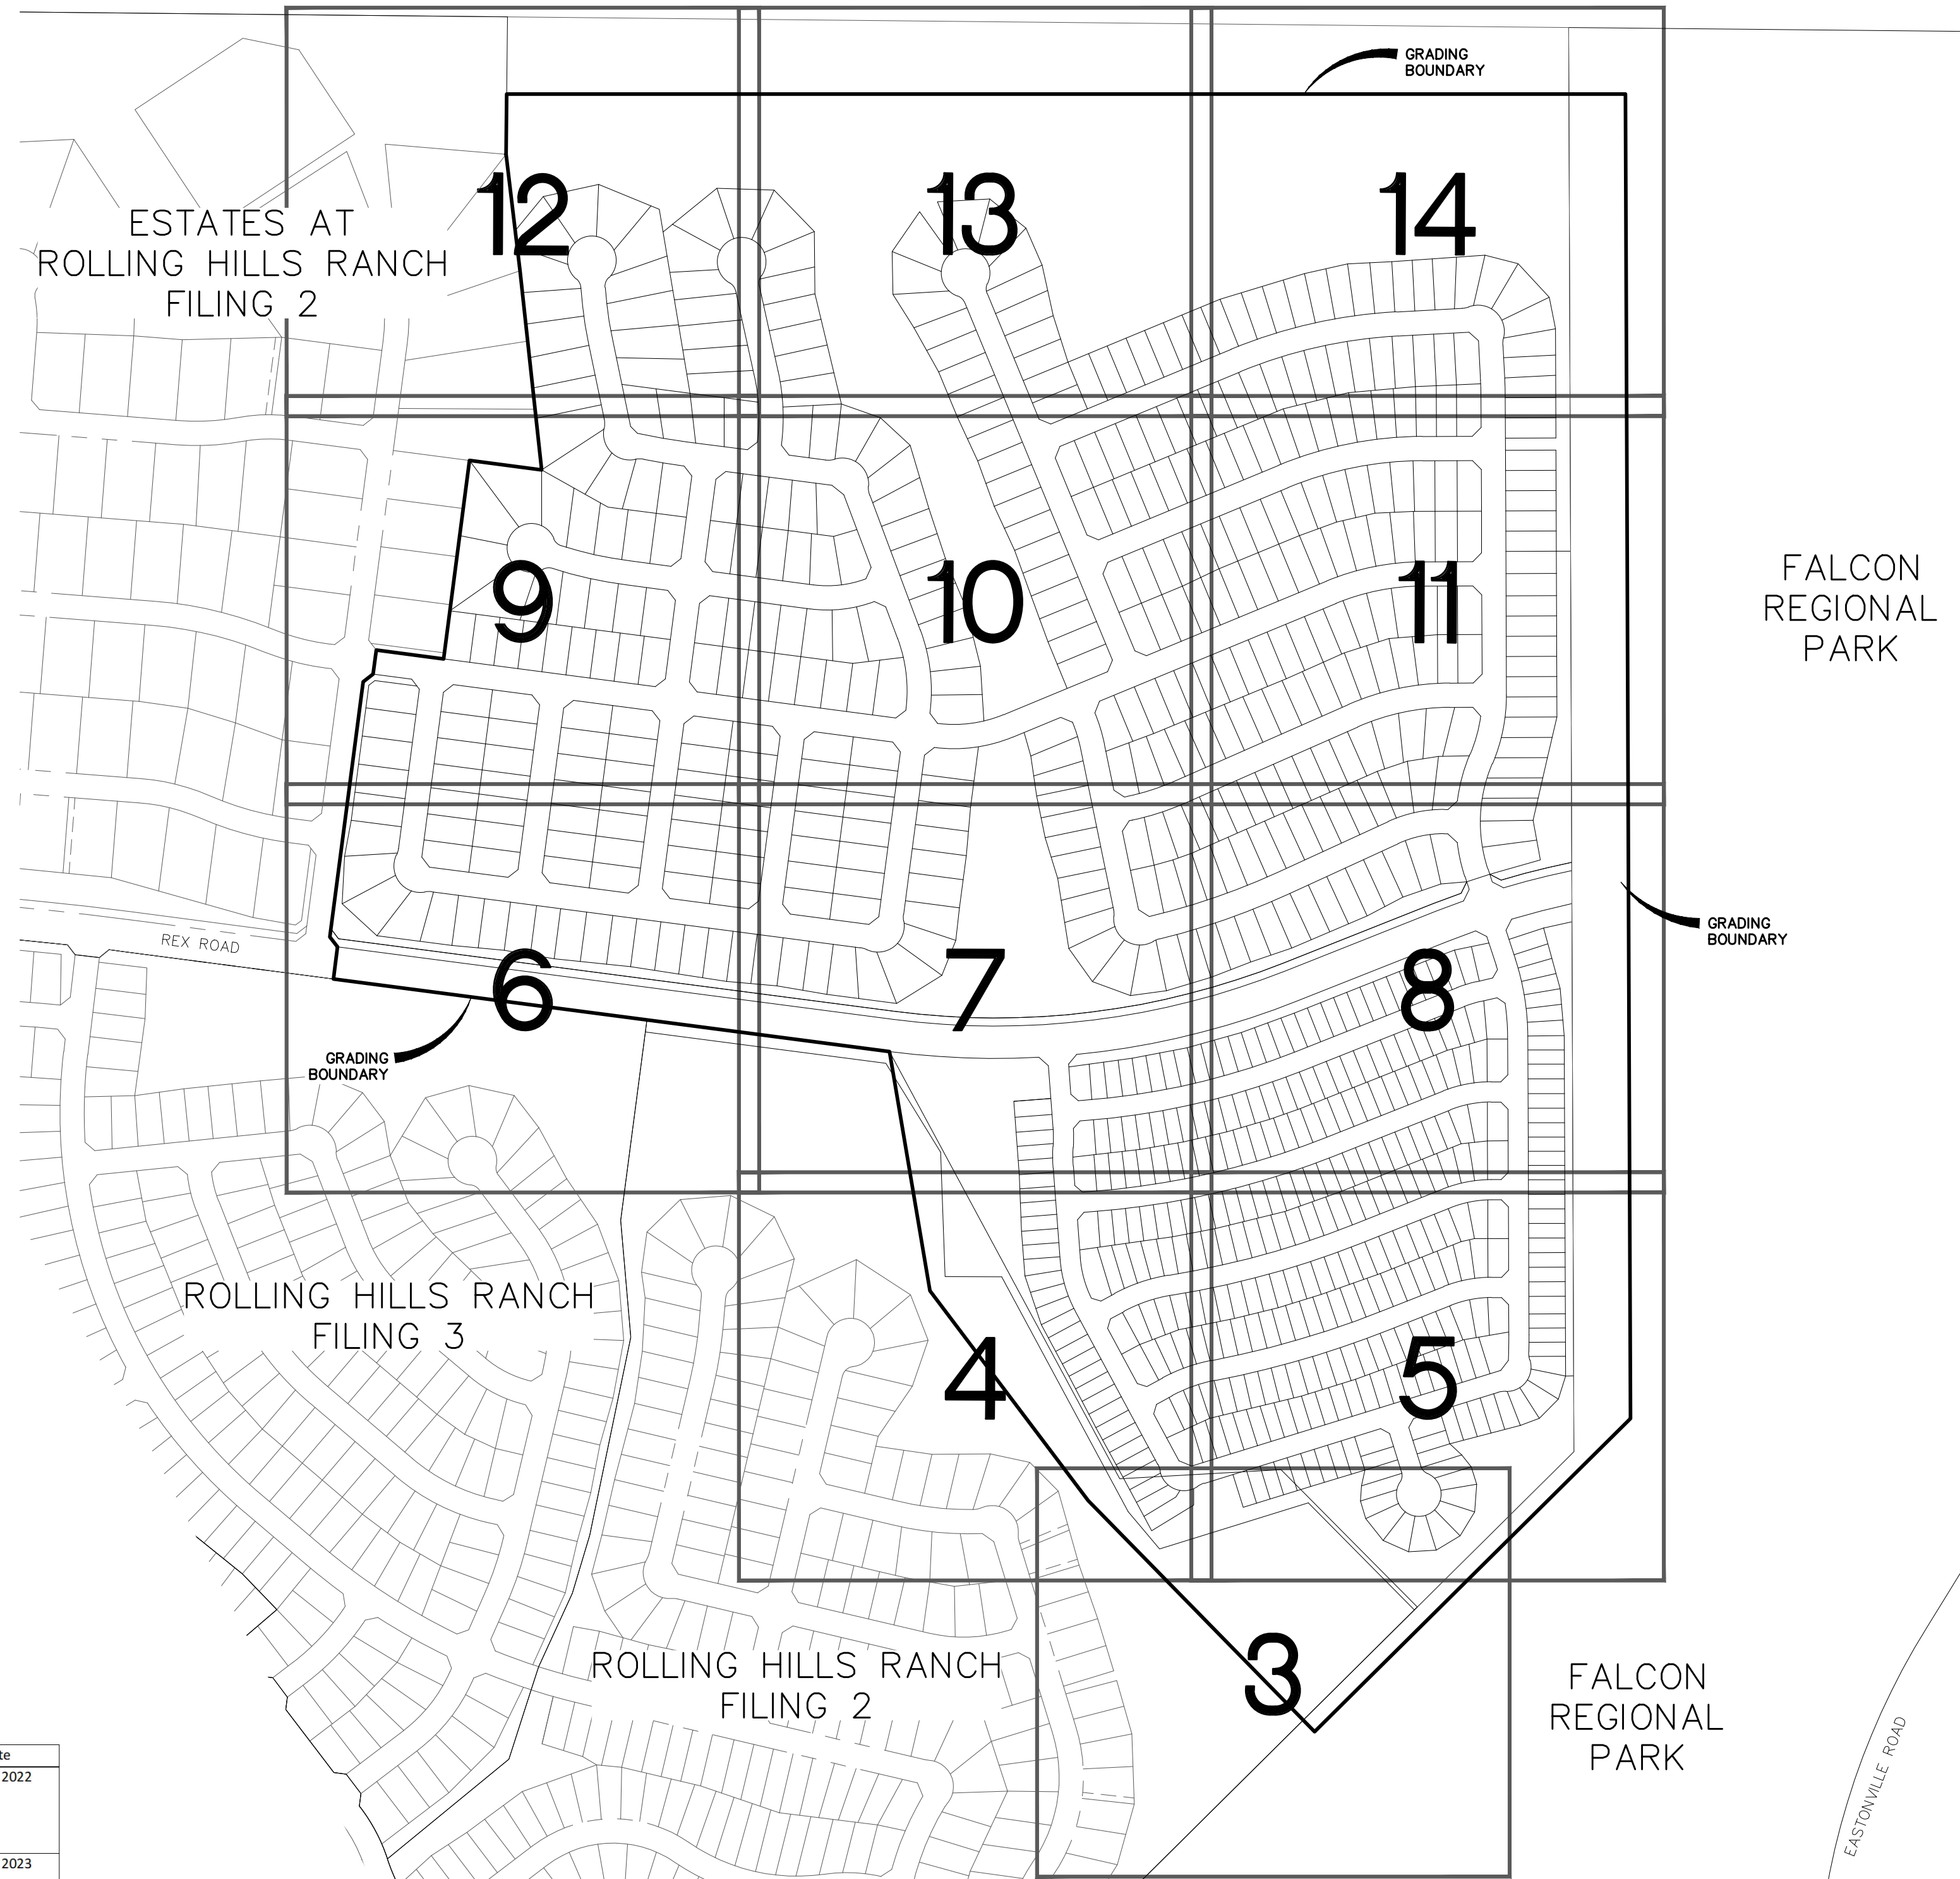 GRADING
BOUNDARY
12
13
14
ESTATES AT
ROLLING HILLS RANCH
FILING 2
9
10
11
FALCON
REGIONAL
PARK
REX ROAD
GRADING
BOUNDARY
6
7
8
GRADING
BOUNDARY
ROLLING HILLS RANCH
FILING 3
4
5
ROLLING HILLS RANCH
FILING 2
3
FALCON
REGIONAL
PARK
EASTONVILLE ROAD
te
2022
2023